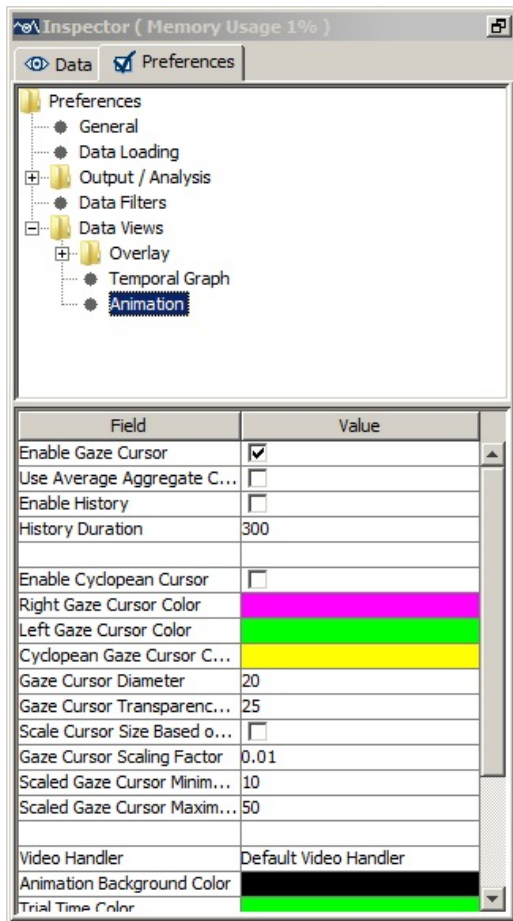 Inspector ( Memory Usage 1% )
Data Preferences
Preferences
General
Data Loading
Output / Analysis
Data Filters
Data Views
Overlay
Temporal Graph
Animation
Field Value
Enable Gaze Cursor
Use Average Aggregate C...
Enable History
History Duration 300
Enable Cyclopean Cursor
Right Gaze Cursor Color
Left Gaze Cursor Color
Cyclopean Gaze Cursor C...
Gaze Cursor Diameter 20
Gaze Cursor Transparenc... 25
Scale Cursor Size Based o...
Gaze Cursor Scaling Factor 0.01
Scaled Gaze Cursor Minim... 10
Scaled Gaze Cursor Maxim... 50
Video Handler Default Video Handler
Animation Background Color
Trial Time Color